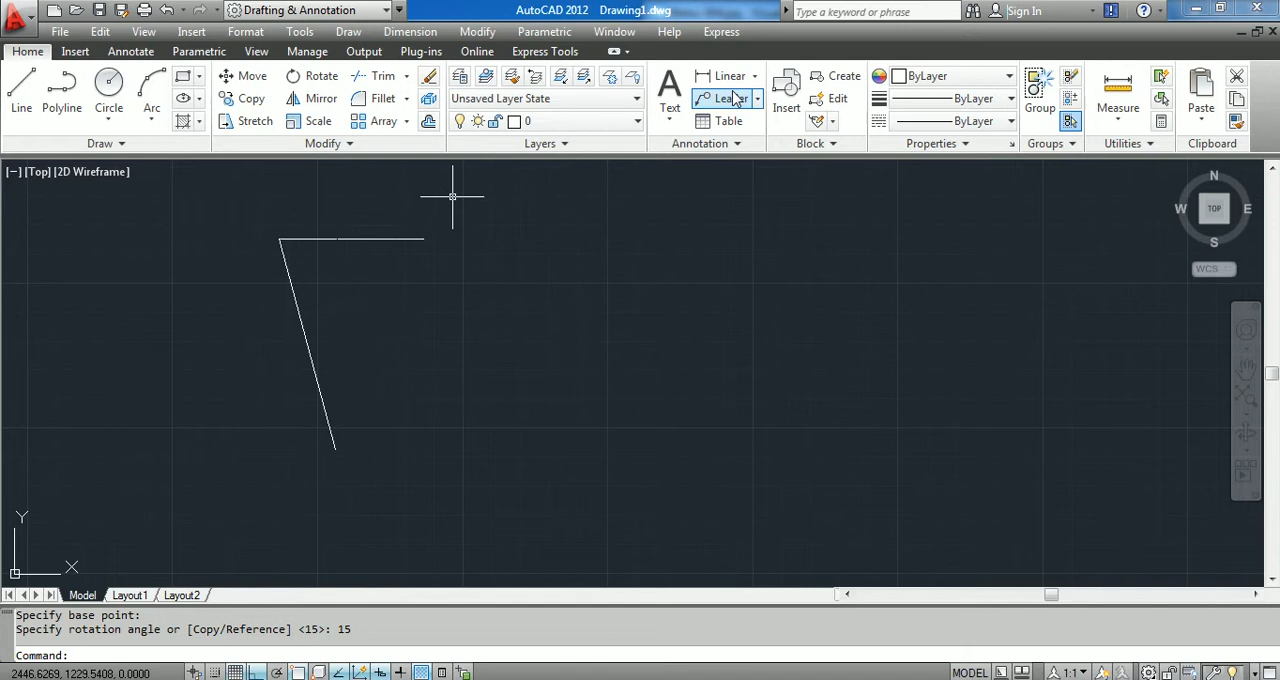 Drafting & Annotation AutoCAD 2012 Drawing1.dwg Type a keyword or phrase Sign In
File Edit View Insert Format Tools Draw Dimension Modify Parametric Window Help Express
Home Insert Annotation Parametric View Manage Output Plug-ins Online Express Tools
Line Polyline Circle Arc
Move Rotate Trim
Copy Mirror Fillet
Stretch Scale Array
Unsaved Layer State
0
Text Linear
Leader
Table
Insert Create
Edit
ByLayer
ByLayer
ByLayer
Group Measure Paste
Draw Modify Layers Annotation Block Properties Groups Utilities Clipboard
[−] [Top] [2D Wireframe]
N
W TOP E
S
WCS
Y
X
Model Layout1 Layout2
Specify base point:
Specify rotation angle or [Copy/Reference] <15>: 15
Command:
2446.6269, 1229.5408, 0.0000 MODEL 1:1